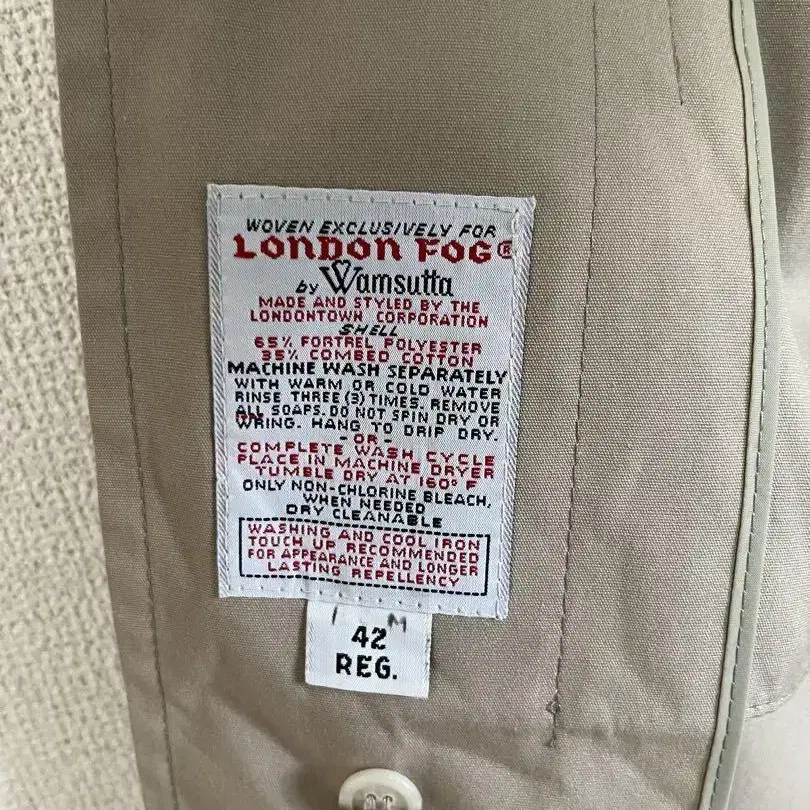 WOVEN EXCLUSIVELY FOR
LONDON FOG®
by Wamsutta
MADE AND STYLED BY THE
LONDONTOWN CORPORATION
SHELL
65% FORTREL POLYESTER
35% COMBED COTTON
MACHINE WASH SEPARATELY
WITH WARM OR COLD WATER
RINSE THREE (3) TIMES, REMOVE
ALL SOAPS. DO NOT SPIN DRY OR
WRING. HANG TO DRIP DRY.
-OR-
COMPLETE WASH CYCLE
PLACE IN MACHINE DRYER
TUMBLE DRY AT 160° F
ONLY NON-CHLORINE BLEACH,
WHEN NEEDED
DRY CLEANABLE
WASHING AND COOL IRON
TOUCH UP RECOMMENDED
FOR APPEARANCE AND LONGER
LASTING REPELLENCY
M
42
REG.